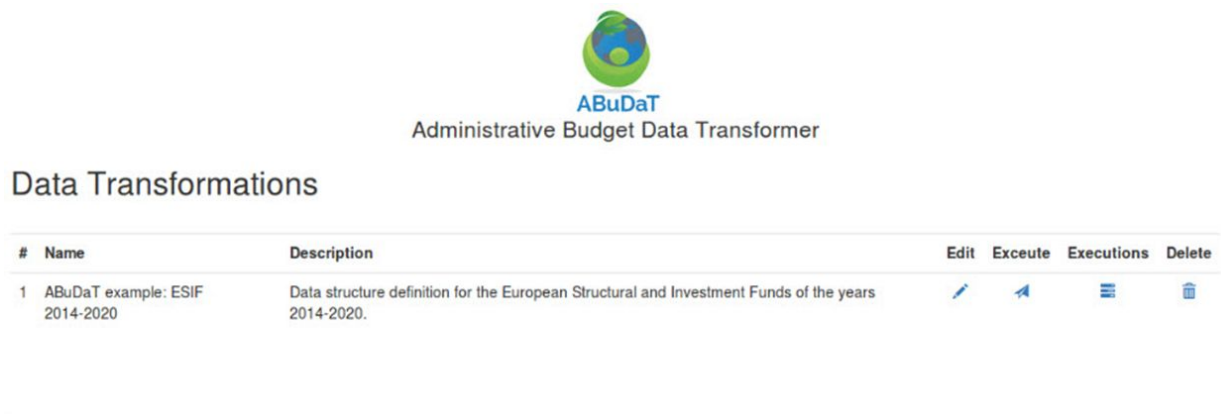 ABuDaT
Administrative Budget Data Transformer
Data Transformations
# Name Description Edit Exceute Executions Delete
1 ABuDaT example: ESIF Data structure definition for the European Structural and Investment Funds of the years
2014-2020 2014-2020.